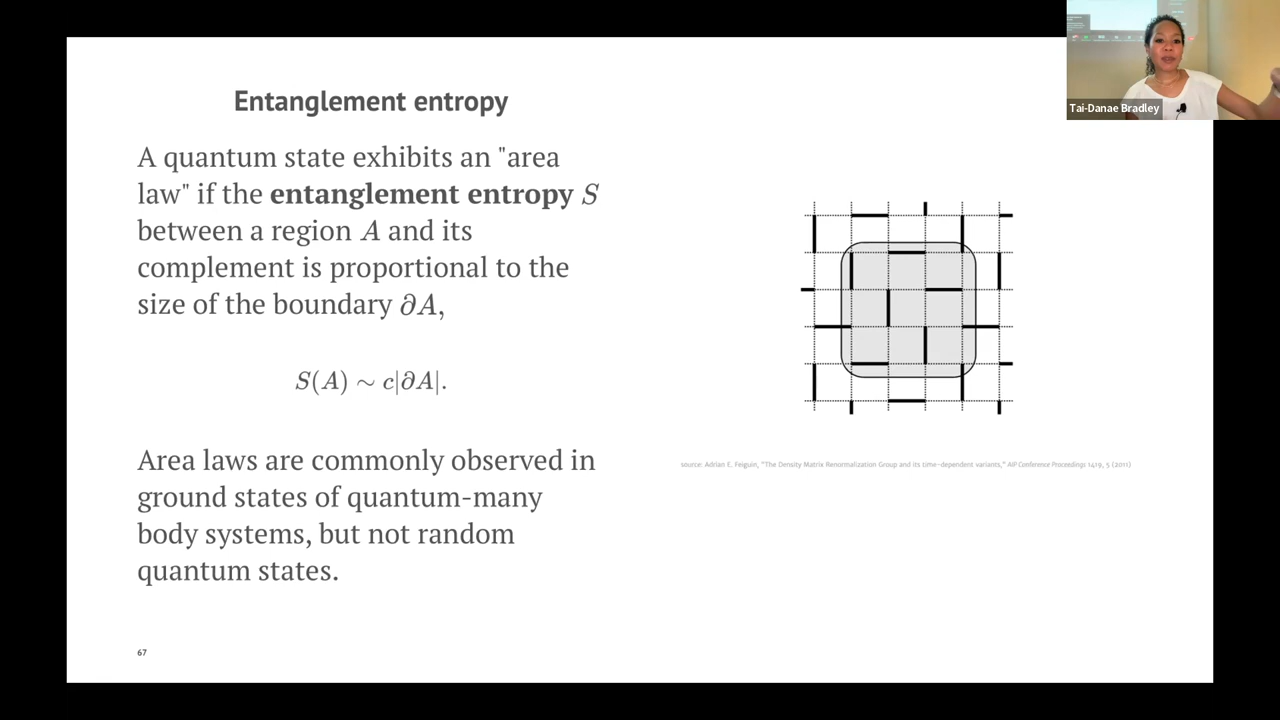 Entanglement entropy
A quantum state exhibits an "area
law" if the entanglement entropy S
between a region A and its
complement is proportional to the
size of the boundary ∂A,
S(A) ∼ c|∂A|.
Area laws are commonly observed in
ground states of quantum-many
body systems, but not random
quantum states.
source: Adrian E. Feiguin, "The Density Matrix Renormalization Group and its time-dependent variants," AIP Conference Proceedings 1419, 5 (2011)
67
Tai-Danae Bradley